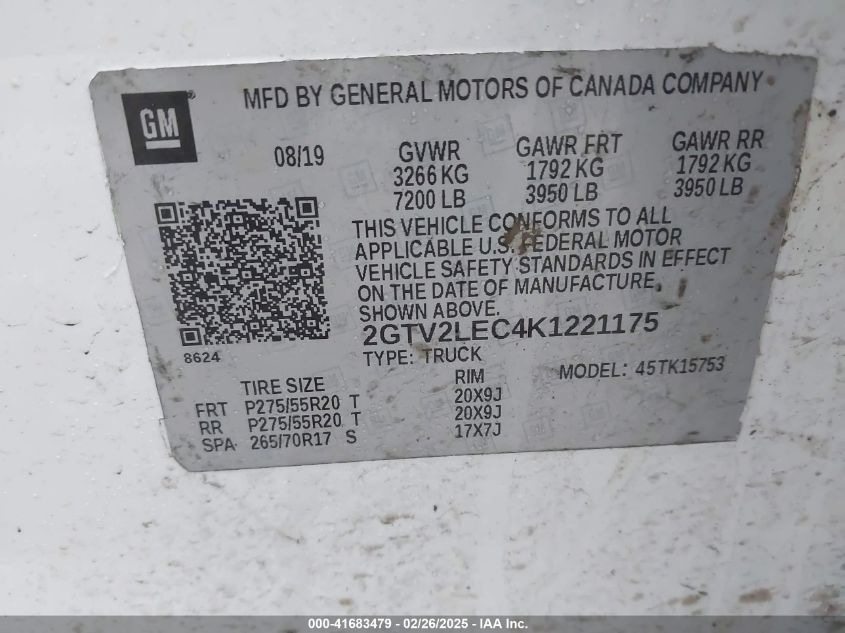 GM®
MFD BY GENERAL MOTORS OF CANADA COMPANY
08/19 GVWR GAWR FRT GAWR RR
3266 KG 1792 KG 1792 KG
7200 LB 3950 LB 3950 LB
THIS VEHICLE CONFORMS TO ALL
APPLICABLE U.S. FEDERAL MOTOR
VEHICLE SAFETY STANDARDS IN EFFECT
ON THE DATE OF MANUFACTURE,
SHOWN ABOVE.
2GTV2LEC4K1221175
8624
TYPE: TRUCK
MODEL: 45TK15753
TIRE SIZE RIM
FRT P275/55R20 T 20X9J
RR P275/55R20 T 20X9J
SPA 265/70R17 S 17X7J
000-41683479 - 02/26/2025 - IAA Inc.